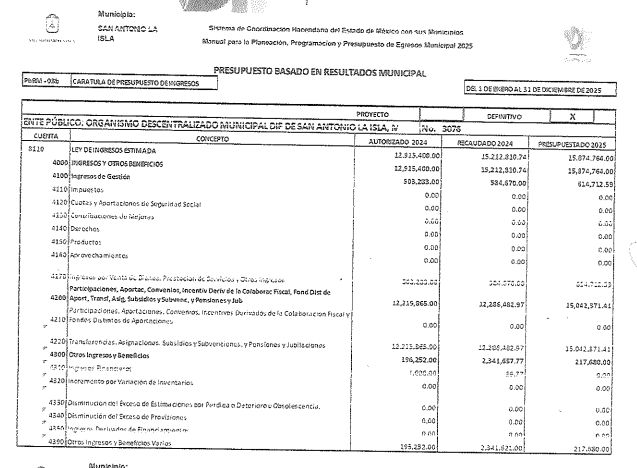 Municipio:
SAN ANTONIO LA
ISLA
Sistema de Coordinación Hacendaria del Estado de México con sus Municipios
Manual para la Planeación, Programación y Presupuesto de Egresos Municipal 2025
PRESUPUESTO BASADO EN RESULTADOS MUNICIPAL
PbRM - 03b CARATULA DE PRESUPUESTO DE INGRESOS
DEL 1 DE ENERO AL 31 DE DICIEMBRE DE 2025
PROYECTO DEFINITIVO X
ENTE PÚBLICO: ORGANISMO DESCENTRALIZADO MUNICIPAL DIF DE SAN ANTONIO LA ISLA, No. 3076
CUENTA CONCEPTO AUTORIZADO 2024 RECAUDADO 2024 PRESUPUESTADO 2025
8110 LEY DE INGRESOS ESTIMADA 12,915,400.00 15,212,810.74 15,874,764.00
4000 INGRESOS Y OTROS BENEFICIOS 12,915,400.00 15,212,810.74 15,874,764.00
4100 Ingresos de Gestión 503,283.00 584,670.00 614,712.59
4110 Impuestos 0.00 0.00 0.00
4120 Cuotas y Aportaciones de Seguridad Social 0.00 0.00 0.00
4130 Contribuciones de Mejoras 0.00 0.00 0.00
4140 Derechos 0.00 0.00 0.00
4150 Productos 0.00 0.00 0.00
4160 Aprovechamientos 0.00 0.00 0.00
4170 Ingresos por Venta de Bienes, Prestación de Servicios y Otros Ingresos 503,283.00 584,670.00 614,712.59
Participaciones, Aportac, Convenios, Incentiv Deriv de la Colaborac Fiscal, Fond Dist de
4200 Aport, Transf, Asig, Subsidios y Subvenc, y Pensiones y Jub 12,215,865.00 12,286,482.97 15,042,371.41
Participaciones, Aportaciones, Convenios, Incentivos Derivados de la Colaboracion Fiscal y
4210 Fondos Distintos de Aportaciones 0.00 0.00 0.00
4220 Transferencias, Asignaciones, Subsidios y Subvenciones, y Pensiones y Jubilaciones 12,215,865.00 12,286,482.97 15,042,371.41
4300 Otros Ingresos y Beneficios 196,252.00 2,341,657.77 217,680.00
4310 Ingresos Financieros 1,000.00 36.77 0.00
4320 Incremento por Variación de Inventarios 0.00 0.00 0.00
4330 Disminución del Exceso de Estimaciones por Perdida o Deterioro u Obsolescencia. 0.00 0.00 0.00
4340 Disminución del Exceso de Provisiones 0.00 0.00 0.00
4350 Ingresos Derivados de Financiamiento 0.00 0.00 0.00
4390 Otros Ingresos y Beneficios Varios 195,252.00 2,341,621.00 217,680.00
Municipio: